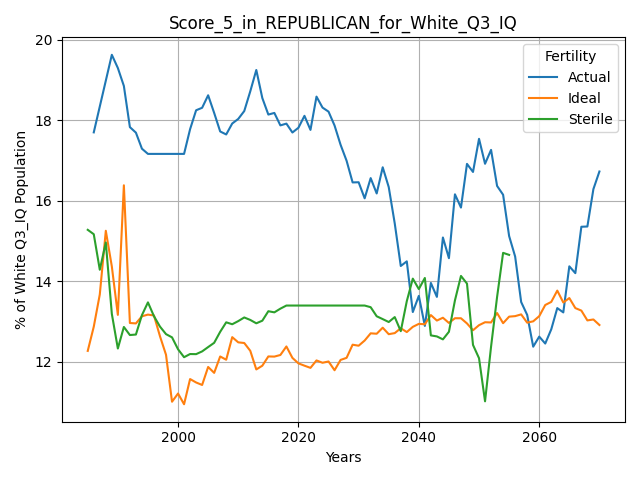 Score_5_in_REPUBLICAN_for_White_Q3_IQ
Fertility
Actual
Ideal
Sterile
% of White Q3_IQ Population
20
18
16
14
12
2000
2020
2040
2060
Years